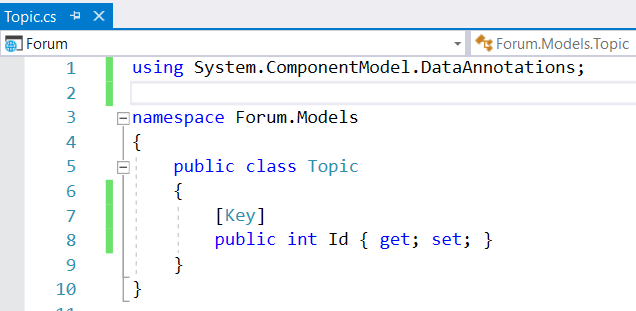 Topic.cs
Forum Forum.Models.Topic
1 using System.ComponentModel.DataAnnotations;
2
3 namespace Forum.Models
4 {
5 public class Topic
6 {
7 [Key]
8 public int Id { get; set; }
9 }
10 }